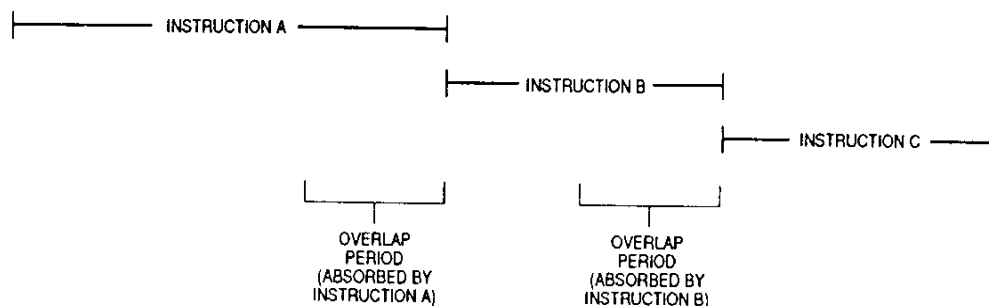 INSTRUCTION A
INSTRUCTION B
INSTRUCTION C
OVERLAP
PERIOD
(ABSORBED BY
INSTRUCTION A)
OVERLAP
PERIOD
(ABSORBED BY
INSTRUCTION B)